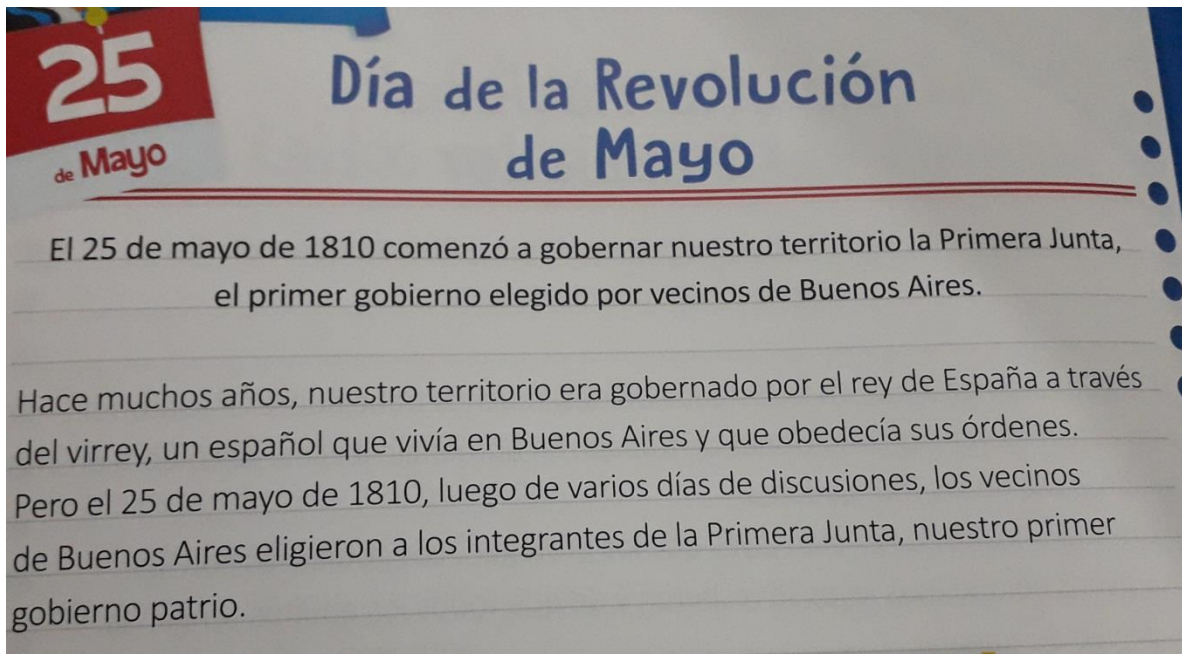 25
de Mayo
Día de la Revolución
de Mayo
El 25 de mayo de 1810 comenzó a gobernar nuestro territorio la Primera Junta,
el primer gobierno elegido por vecinos de Buenos Aires.
Hace muchos años, nuestro territorio era gobernado por el rey de España a través
del virrey, un español que vivía en Buenos Aires y que obedecía sus órdenes.
Pero el 25 de mayo de 1810, luego de varios días de discusiones, los vecinos
de Buenos Aires eligieron a los integrantes de la Primera Junta, nuestro primer
gobierno patrio.